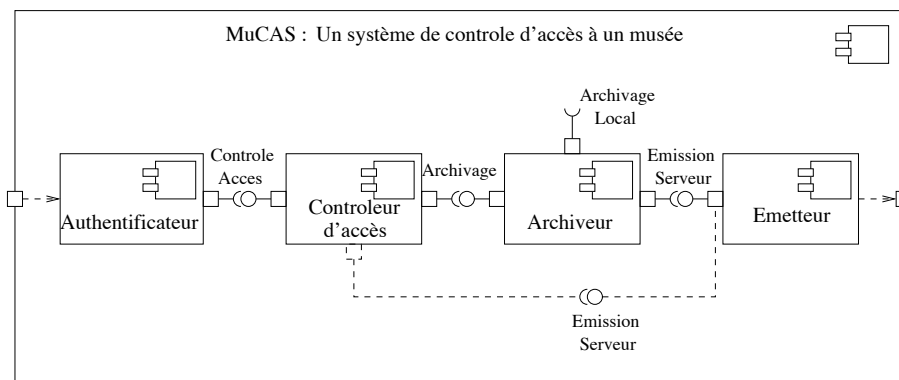 MuCAS : Un système de controle d'accès à un musée
Archivage
Local
Controle
Acces
Archivage
Emission
Serveur
Authentificateur
Controleur
d'accès
Archiveur
Emetteur
Emission
Serveur